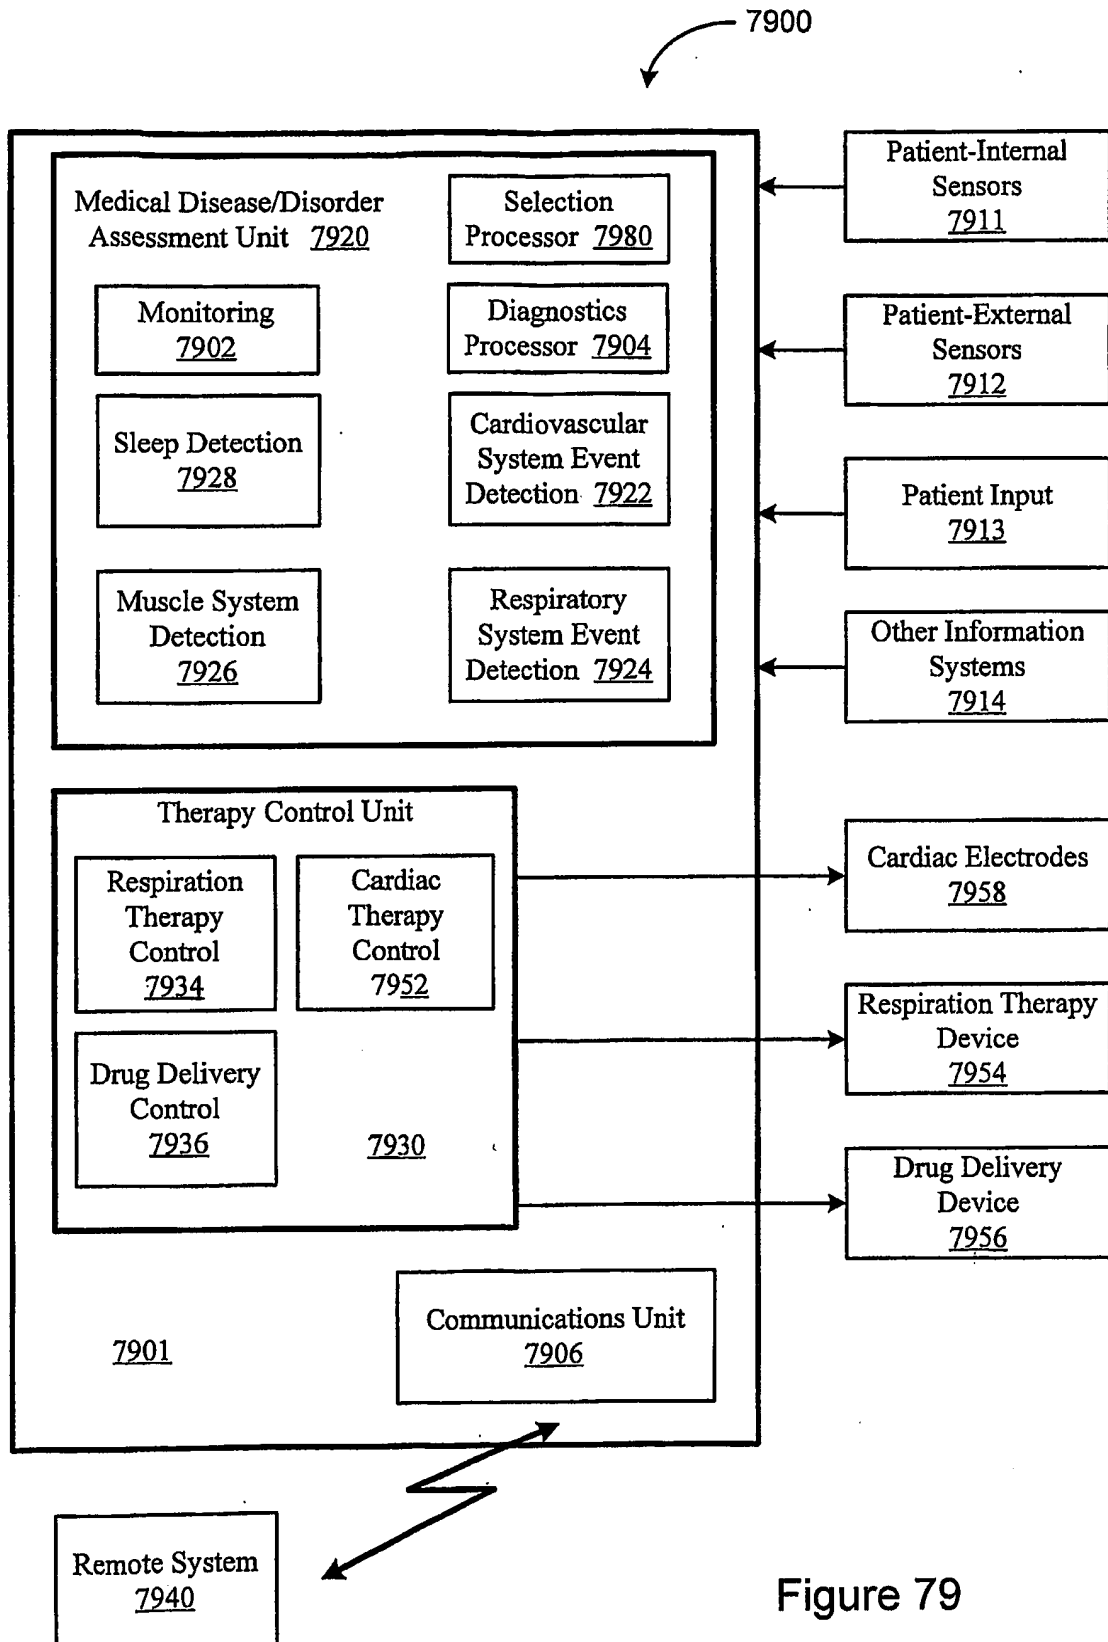 7900
Medical Disease/Disorder
Assessment Unit 7920
Selection
Processor 7980
Monitoring
7902
Diagnostics
Processor 7904
Sleep Detection
7928
Cardiovascular
System Event
Detection 7922
Muscle System
Detection
7926
Respiratory
System Event
Detection 7924
Patient-Internal
Sensors
7911
Patient-External
Sensors
7912
Patient Input
7913
Other Information
Systems
7914
Therapy Control Unit
Respiration
Therapy
Control
7934
Cardiac
Therapy
Control
7952
Drug Delivery
Control
7936
7930
Cardiac Electrodes
7958
Respiration Therapy
Device
7954
Drug Delivery
Device
7956
Communications Unit
7906
7901
Remote System
7940
Figure 79